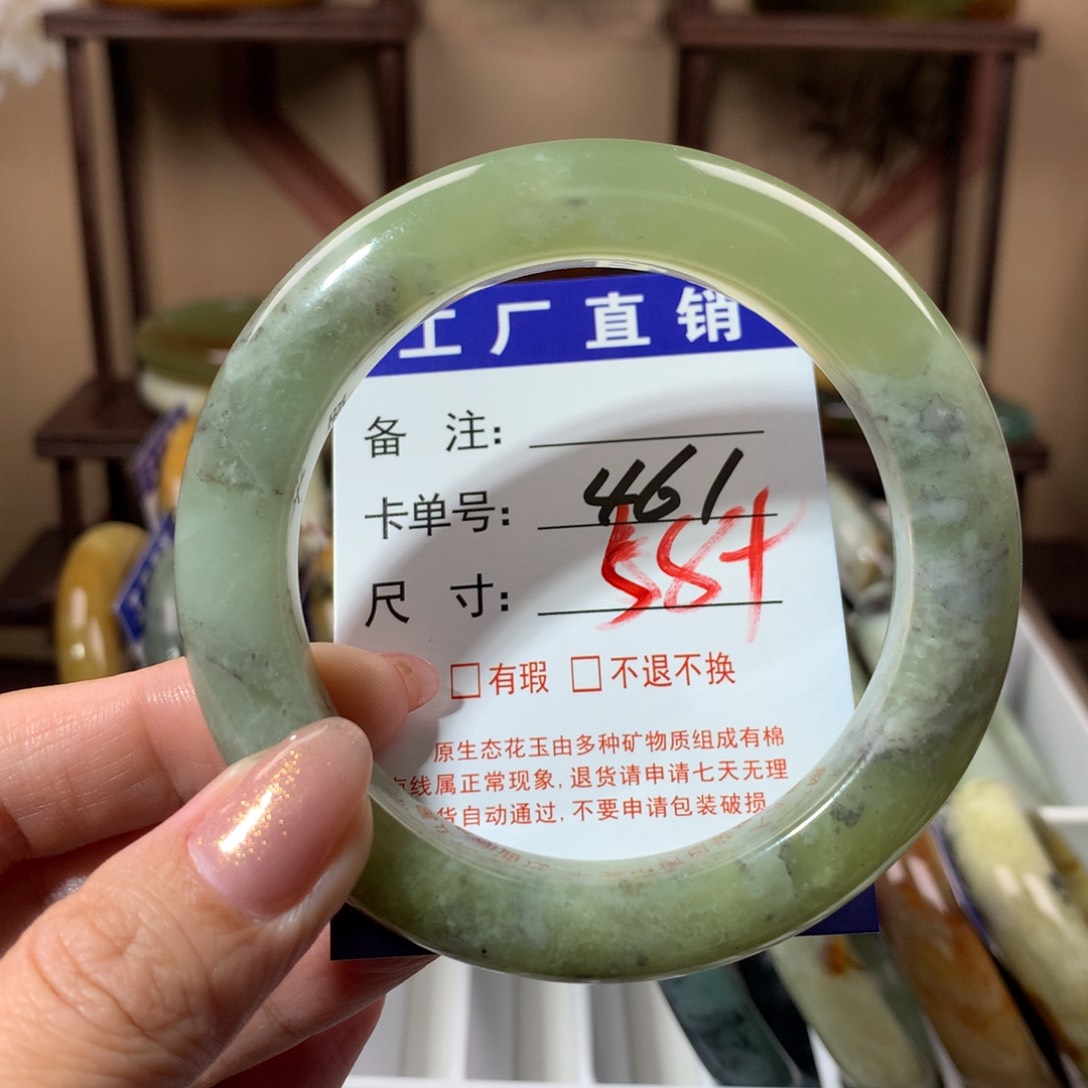 工厂直销
备 注:
卡单号: 461
尺 寸: 58+
□有瑕 □不退不换
原生态花玉由多种矿物质组成有棉
有线属正常现象,退货请申请七天无理
货自动通过,不要申请包装破损